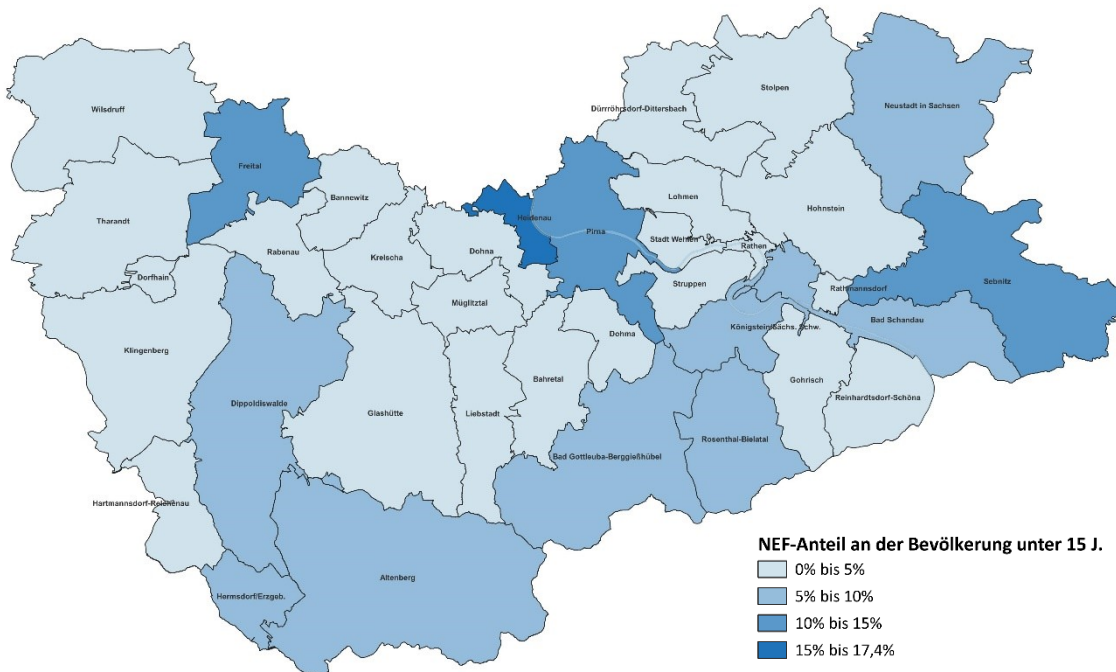 Stolpen
Wilsdruff
Dürrröhrsdorf-Dittersbach
Neustadt in Sachsen
Freital
Bannewitz
Lohmen
Hohnstein
Tharandt
Heidenau
Pirna
Stadt Wehlen
Rathen
Rabenau
Dohna
Kreischa
Dorfhain
Struppen
Rathmannsdorf
Sebnitz
Müglitztal
Bad Schandau
Königstein/Sächs. Schw.
Dohma
Klingenberg
Bahretal
Gohrisch
Dippoldiswalde
Glashütte
Liebstadt
Reinhardtsdorf-Schöna
Rosenthal-Bielatal
Bad Gottleuba-Berggießhübel
Hartmannsdorf-Reichenau
Altenberg
Hermsdorf/Erzgeb.
NEF-Anteil an der Bevölkerung unter 15 J.
0% bis 5%
5% bis 10%
10% bis 15%
15% bis 17,4%